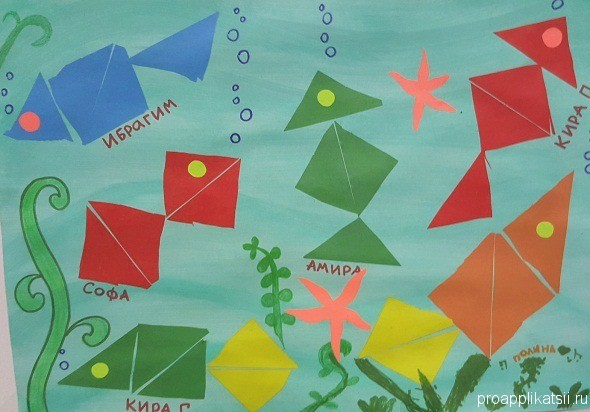 ИБРАГИМ
КИРА П
СОФА
АМИРА
ПОЛИНА
КИРА Г
proapplikatsii.ru